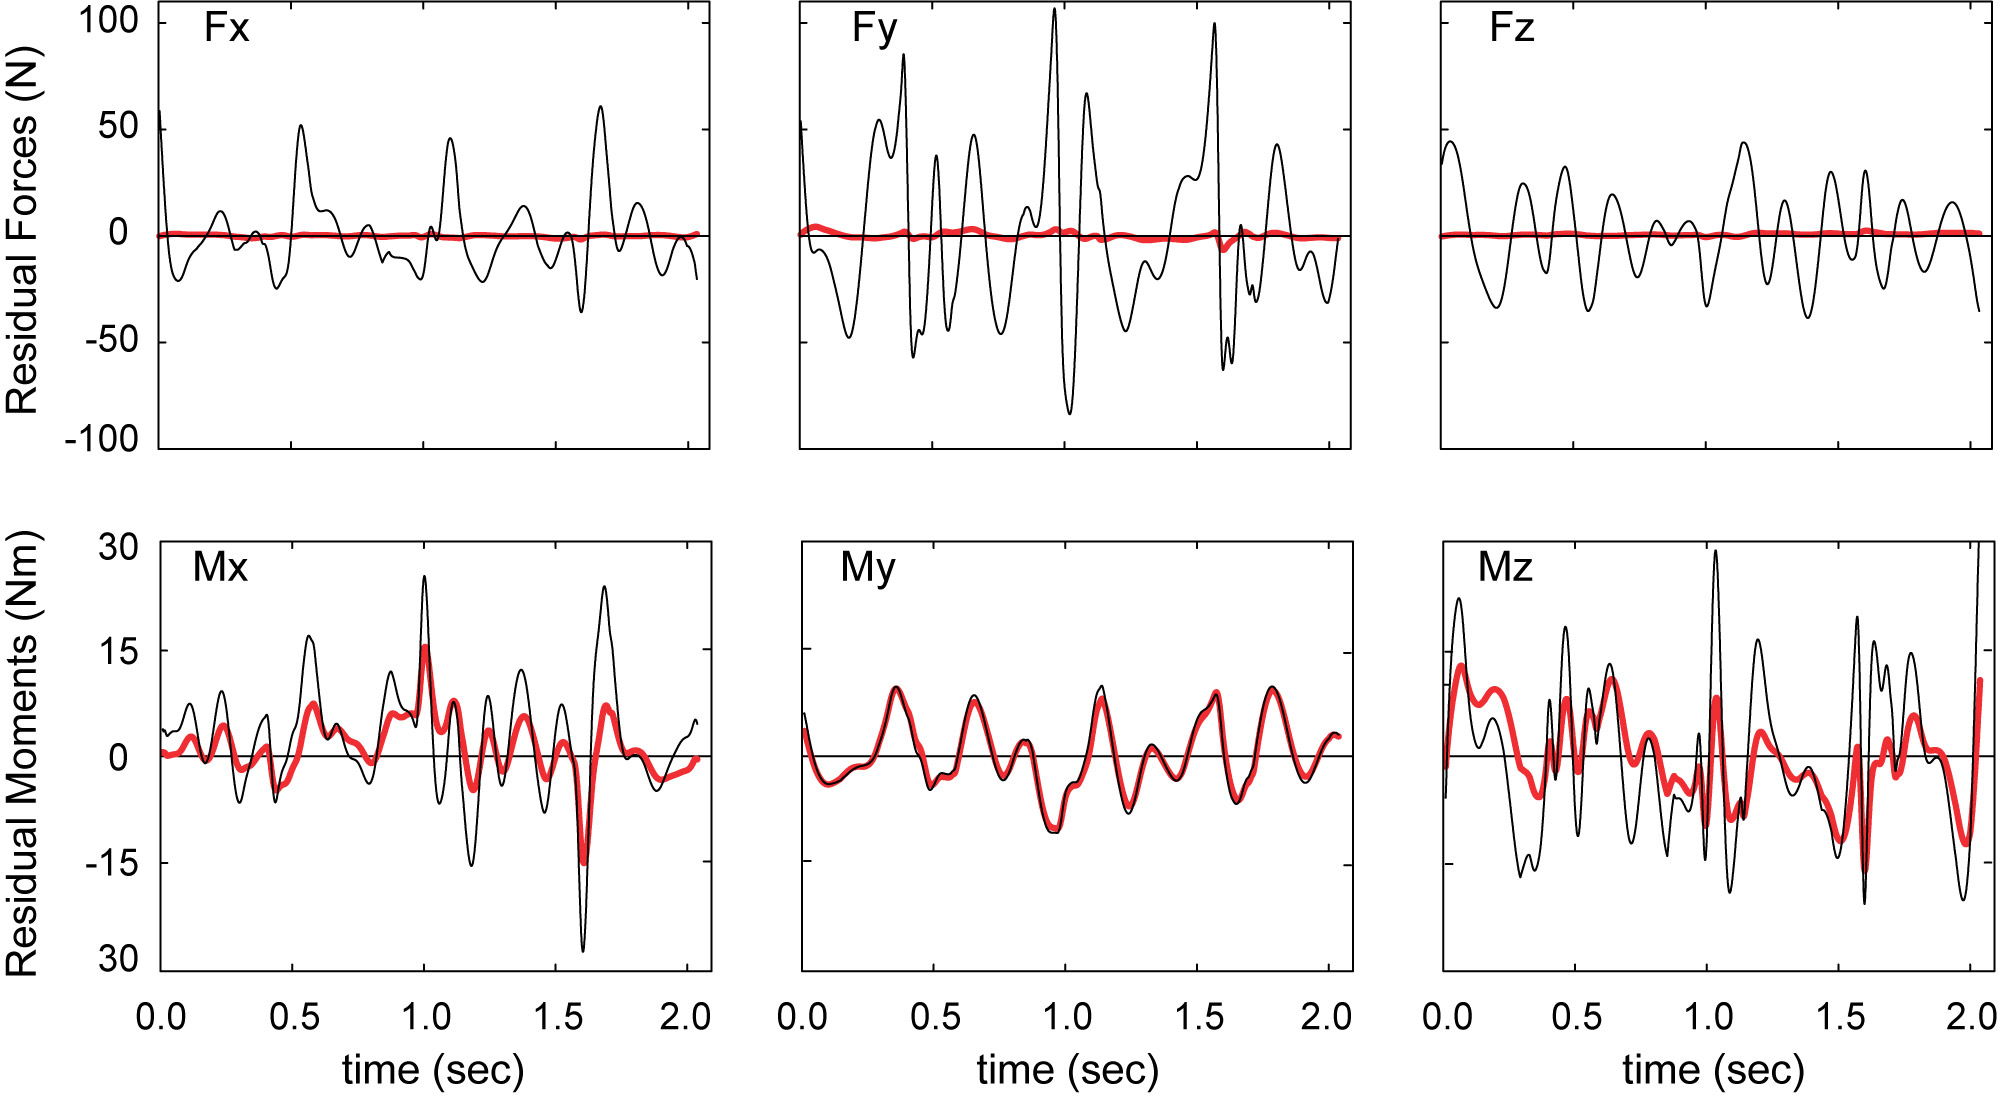 Fx
Fy
Fz
Residual Forces (N)
100
50
0
-50
-100
Mx
My
Mz
Residual Moments (Nm)
30
15
0
-15
30
0.0 0.5 1.0 1.5 2.0
0.0 0.5 1.0 1.5 2.0
0.0 0.5 1.0 1.5 2.0
time (sec)
time (sec)
time (sec)